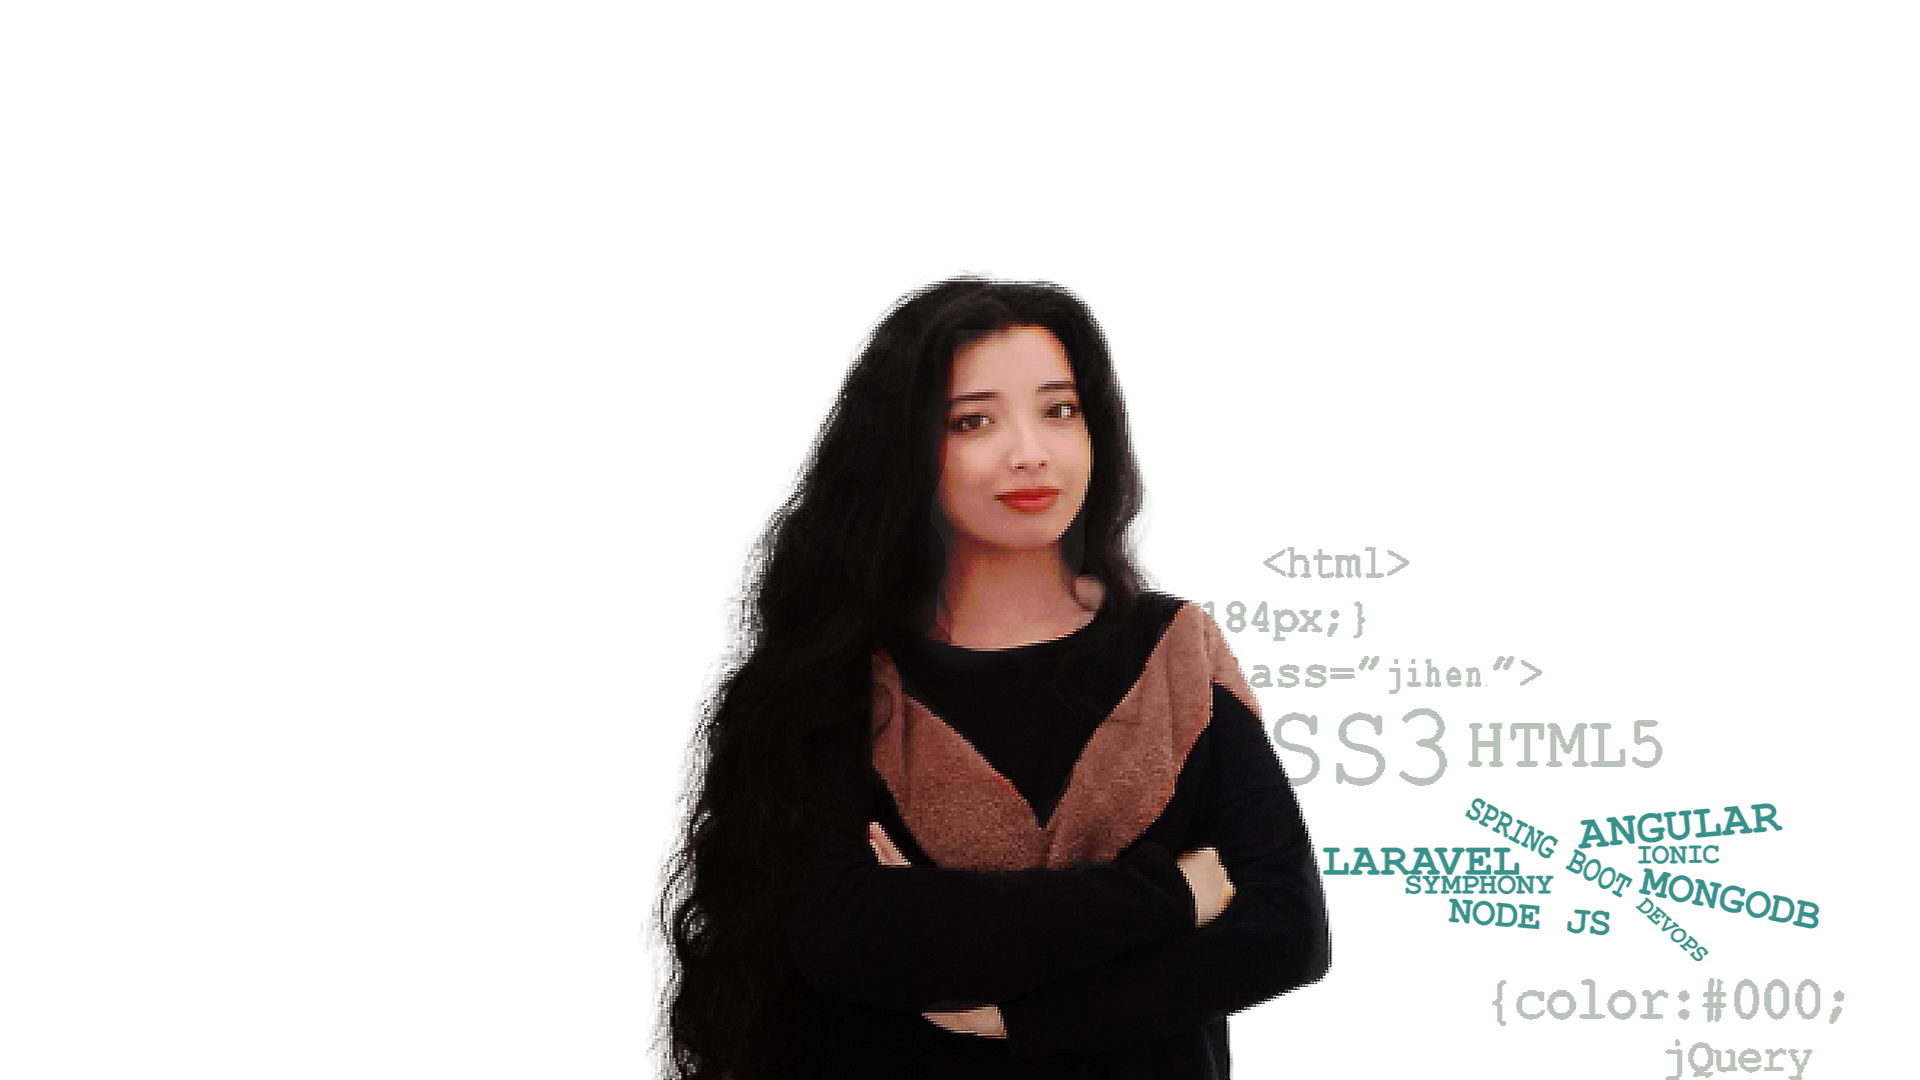 <html>
184px;}
ass="jihen">
SS3 HTML5
SPRING BOOT
ANGULAR
LARAVEL
IONIC
SYMPHONY
MONGODB
NODE JS
DEVOPS
{color:#000;
jQuery